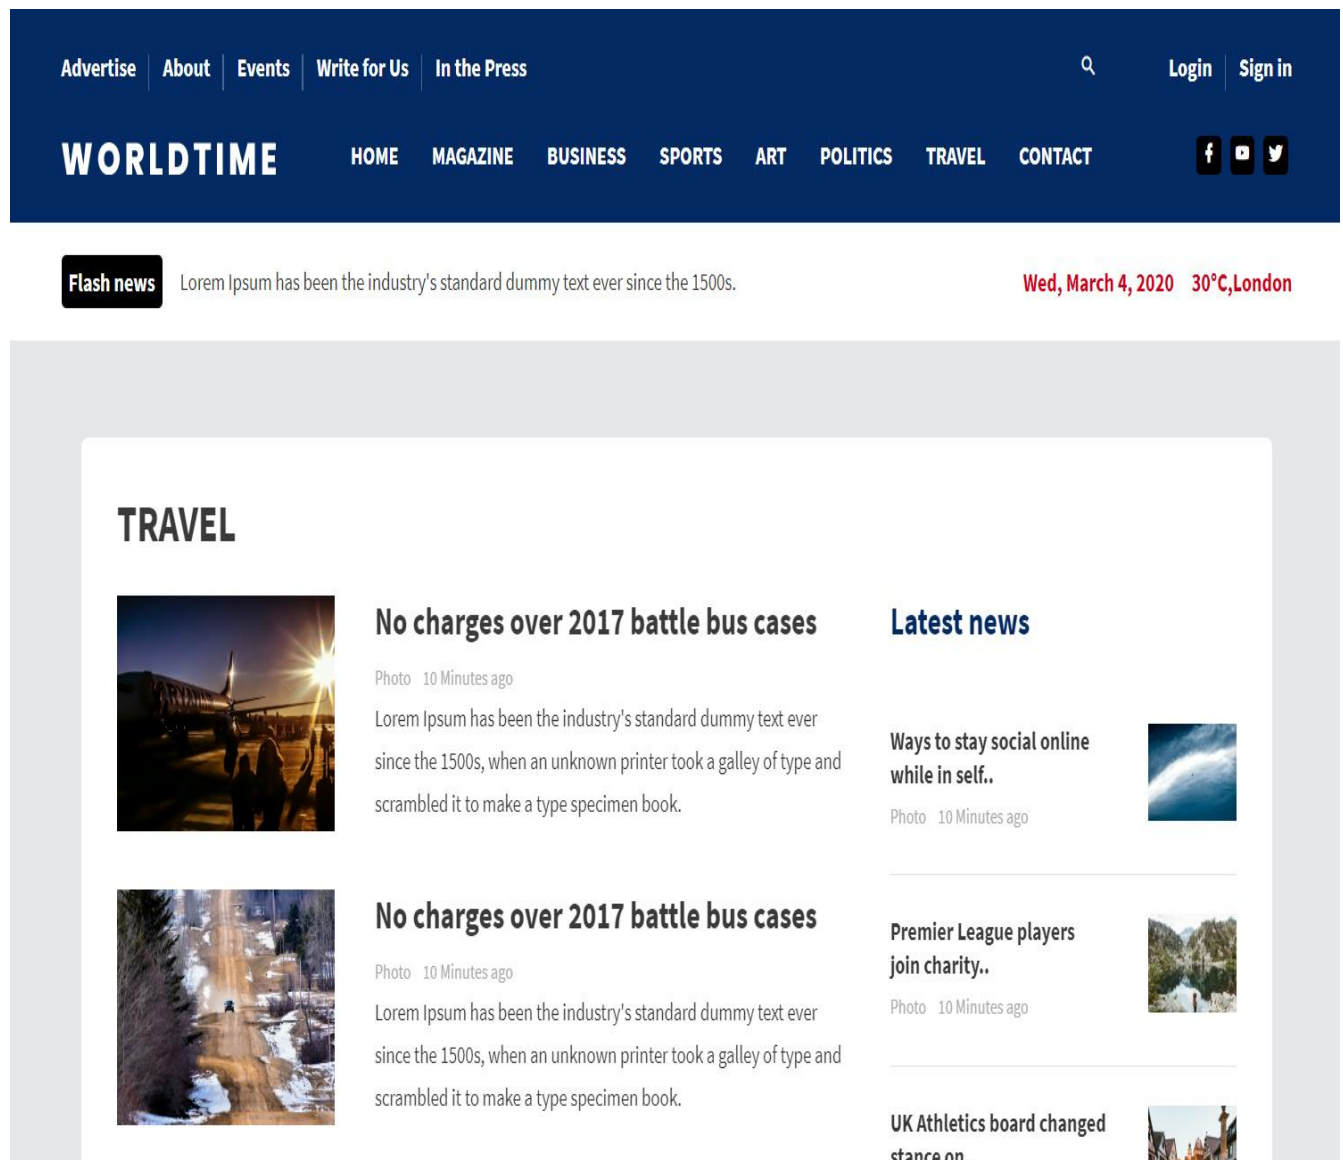 Advertise About Events Write for Us In the Press Login Sign in
WORLDTIME HOME MAGAZINE BUSINESS SPORTS ART POLITICS TRAVEL CONTACT
Flash news Lorem Ipsum has been the industry's standard dummy text ever since the 1500s. Wed, March 4, 2020 30°C,London
TRAVEL
No charges over 2017 battle bus cases
Photo 10 Minutes ago
Lorem Ipsum has been the industry's standard dummy text ever
since the 1500s, when an unknown printer took a galley of type and
scrambled it to make a type specimen book.
No charges over 2017 battle bus cases
Photo 10 Minutes ago
Lorem Ipsum has been the industry's standard dummy text ever
since the 1500s, when an unknown printer took a galley of type and
scrambled it to make a type specimen book.
Latest news
Ways to stay social online
while in self..
Photo 10 Minutes ago
Premier League players
join charity..
Photo 10 Minutes ago
UK Athletics board changed
stance on..